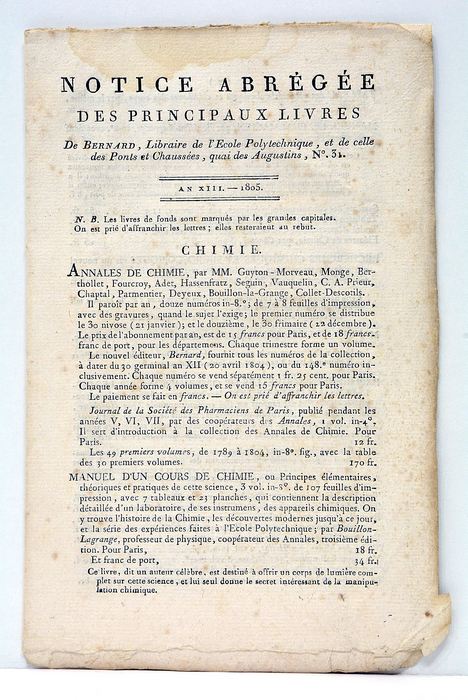 NOTICE ABRÉGÉE
DES PRINCIPAUX LIVRES
De BERNARD, Libraire de l'Ecole Polytechnique, et de celle
des Ponts et Chaussées, quai des Augustins, N°. 31.
AN XIII. — 1805.
N. B. Les livres de fonds sont marqués par les grandes capitales.
On est prié d'affranchir les lettres; elles resteraient au rebut.
CHIMIE.
ANNALES DE CHIMIE, par MM. Guyton-Morveau, Monge, Ber-
thollet, Fourcroy, Adet, Hassenfratz, Seguin, Vauquelin, C. A. Prieur,
Chaptal, Parmentier, Deyeux, Bouillon-la-Grange, Collet-Descotils.
Il paroît par an, douze numéros in-8.°; de 7 à 8 feuilles d'impression,
avec des gravures, quand le sujet l'exige; le premier numéro se distribue
le 30 nivose (21 janvier); et le douzième, le 30 frimaire (22 décembre).
Le prix de l'abonnement par an, est de 15 francs pour Paris, et de 18 francs
franc de port, pour les départemens. Chaque trimestre forme un volume.
Le nouvel éditeur, Bernard, fournit tous les numéros de la collection,
à dater du 30 germinal an XII (20 avril 1804), ou du 148.e numéro in-
clusivement. Chaque numéro se vend séparément 1 fr. 25 cent. pour Paris.
Chaque année forme 4 volumes, et se vend 15 francs pour Paris.
Le paiement se fait en francs. — On est prié d'affranchir les lettres.
Journal de la Société des Pharmaciens de Paris, publié pendant les
années V, VI, VII, par des coopérateurs des Annales, 1 vol. in-4°.
Il sert d'introduction à la collection des Annales de Chimie. Pour
Paris. 12 fr.
Les 49 premiers volumes, de 1789 à 1804, in-8°. fig., avec la table
des 30 premiers volumes. 170 fr.
MANUEL D'UN COURS DE CHIMIE, ou Principes élémentaires,
théoriques et pratiques de cette science, 3 vol. in-8°. de 107 feuilles d'im-
pression, avec 7 tableaux et 23 planches, qui contiennent la description
détaillée d'un laboratoire, de ses instrumens, des appareils chimiques. On
y trouve l'histoire de la Chimie, les découvertes modernes jusqu'à ce jour,
et la série des expériences faites à l'Ecole Polytechnique; par Bouillon-
Lagrange, professeur de physique, coopérateur des Annales, troisième édi-
tion. Pour Paris, 18 fr.
Et franc de port, 34 fr.
Ce livre, dit un auteur célèbre, est destiné à offrir un corps de lumière com-
plet sur cette science, et lui seul donne le secret intéressant de la manipu-
lation chimique.